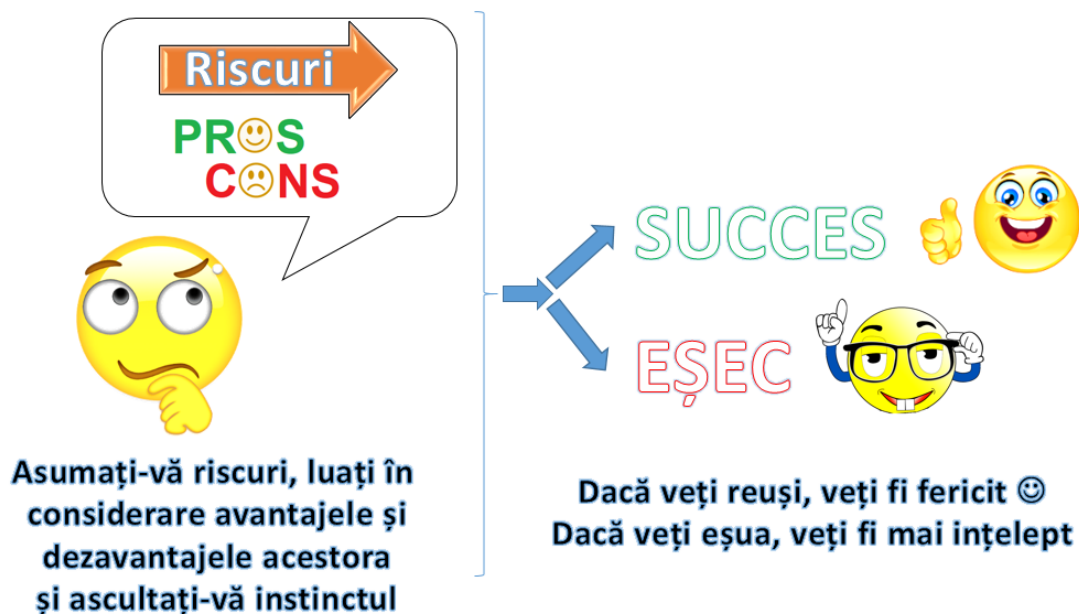 Riscuri
PROS
CONS
Asumați-vă riscuri, luați în
considerare avantajele și
dezavantajele acestora
și ascultați-vă instinctul
SUCCES
EȘEC
Dacă veți reuși, veți fi fericit ☺
Dacă veți eșua, veți fi mai ințelept